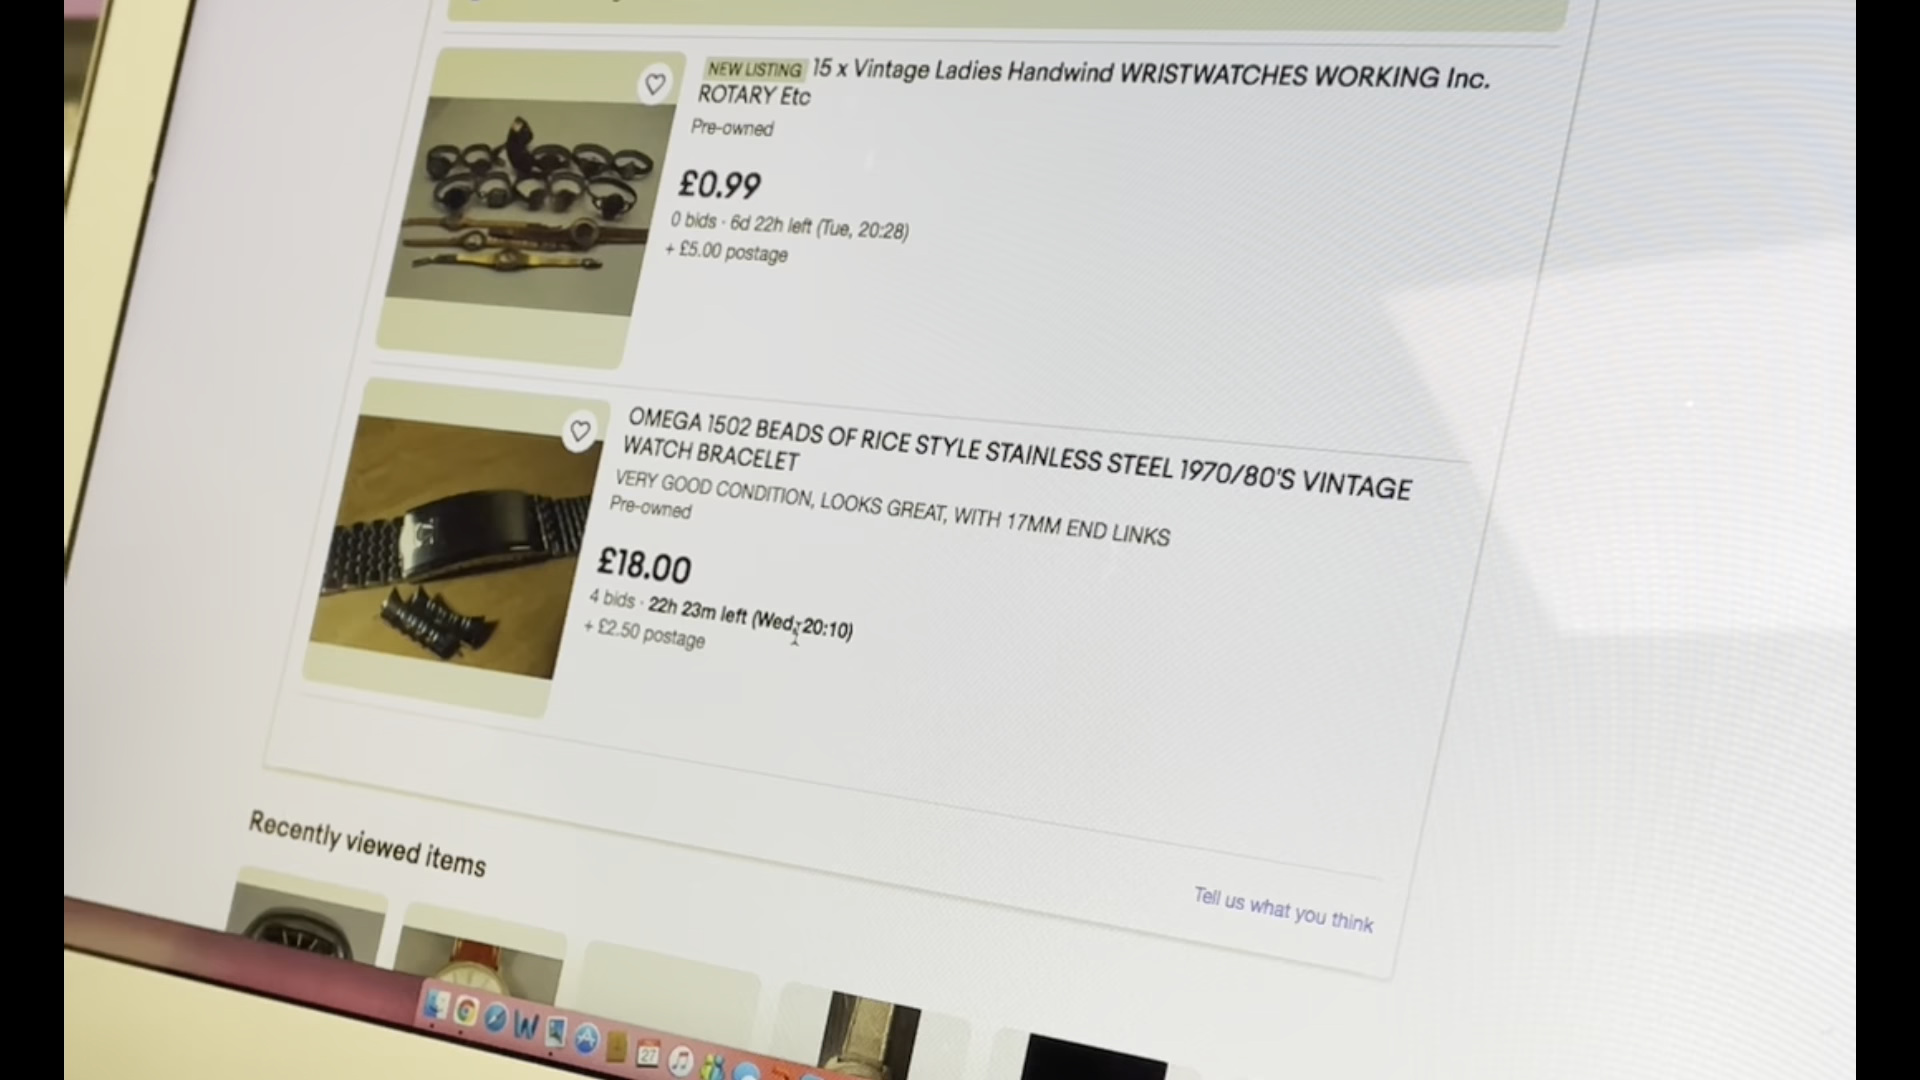 NEW LISTING 15 x Vintage Ladies Handwind WRISTWATCHES WORKING Inc.
ROTARY Etc
Pre-owned
£0.99
0 bids · 6d 22h left (Tue, 20:28)
+ £5.00 postage
OMEGA 1502 BEADS OF RICE STYLE STAINLESS STEEL 1970/80'S VINTAGE
WATCH BRACELET
VERY GOOD CONDITION, LOOKS GREAT, WITH 17MM END LINKS
Pre-owned
£18.00
4 bids · 22h 23m left (Wed, 20:10)
+ £2.50 postage
Recently viewed items
Tell us what you think
27